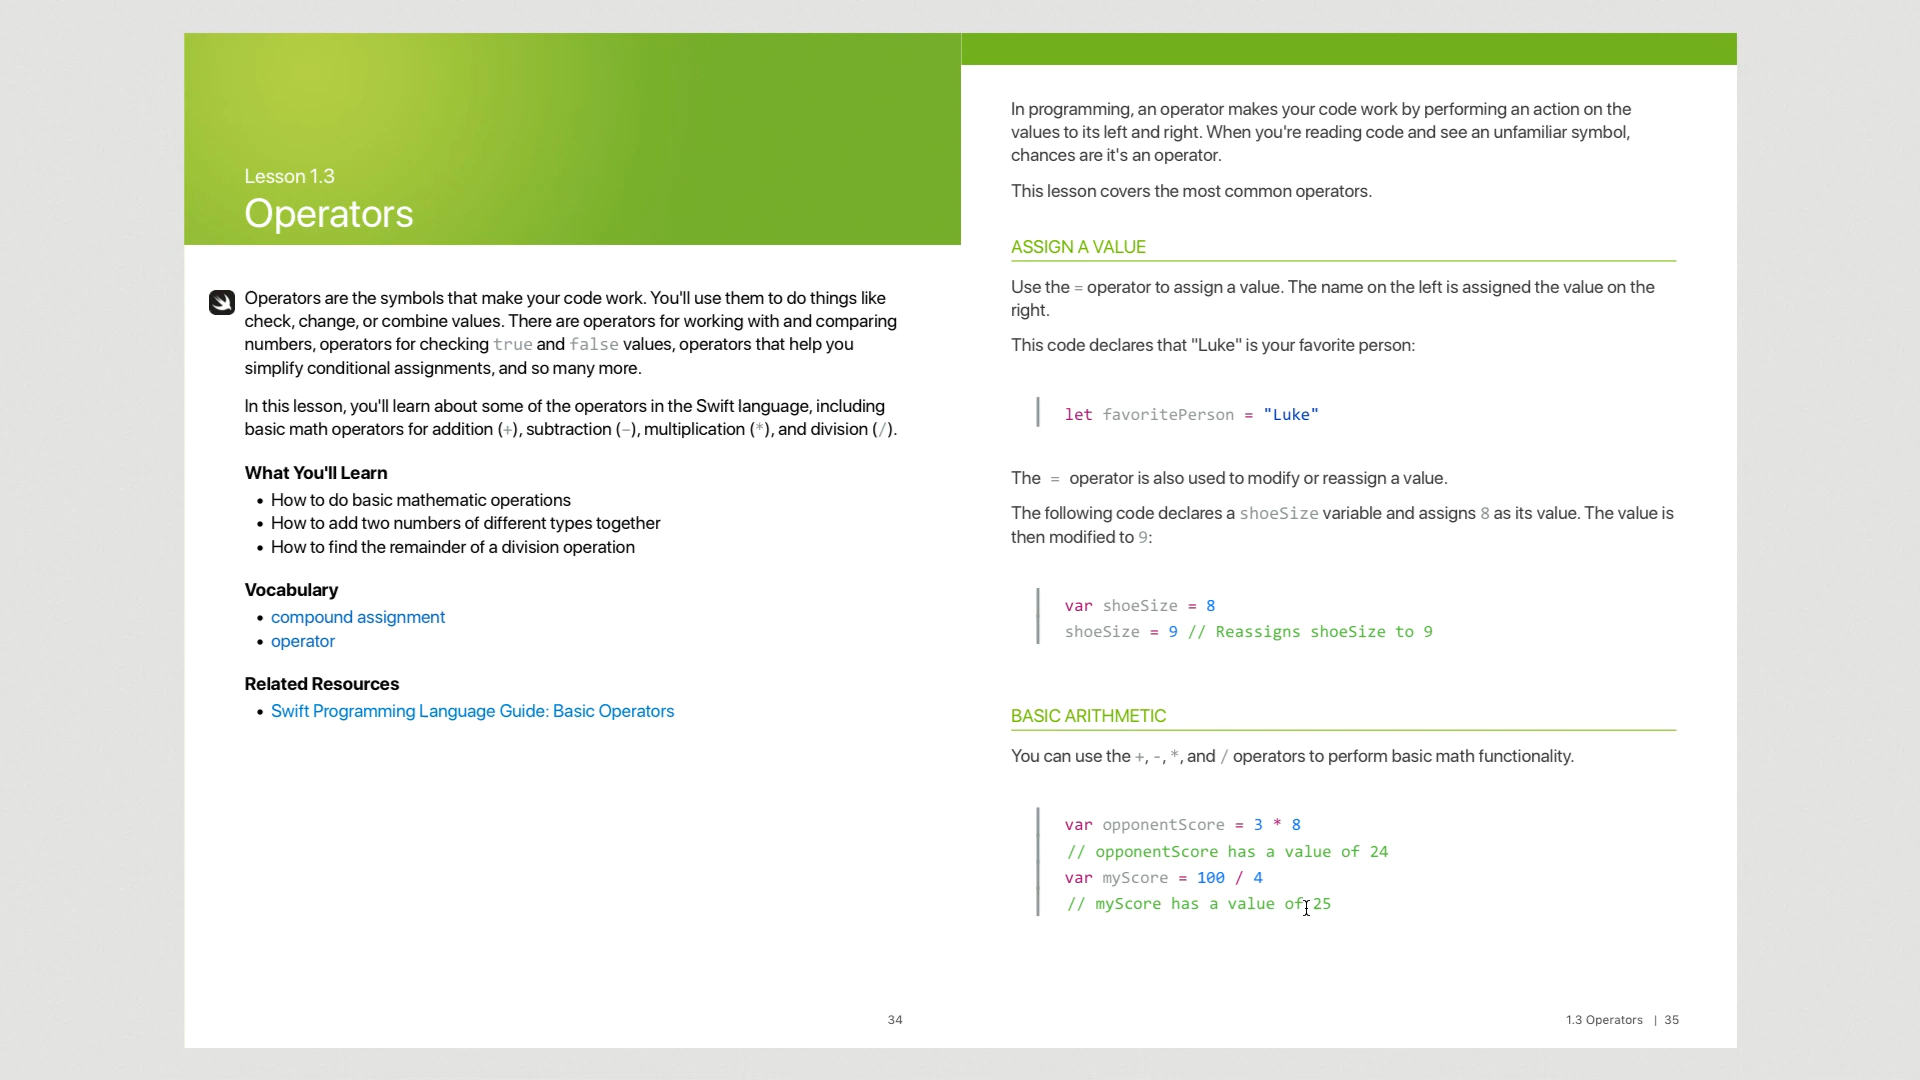 Lesson 1.3
Operators
Operators are the symbols that make your code work. You'll use them to do things like
check, change, or combine values. There are operators for working with and comparing
numbers, operators for checking true and false values, operators that help you
simplify conditional assignments, and so many more.
In this lesson, you'll learn about some of the operators in the Swift language, including
basic math operators for addition (+), subtraction (-), multiplication (*), and division (/).
What You'll Learn
• How to do basic mathematic operations
• How to add two numbers of different types together
• How to find the remainder of a division operation
Vocabulary
• compound assignment
• operator
Related Resources
• Swift Programming Language Guide: Basic Operators
34
In programming, an operator makes your code work by performing an action on the
values to its left and right. When you're reading code and see an unfamiliar symbol,
chances are it's an operator.
This lesson covers the most common operators.
ASSIGN A VALUE
Use the = operator to assign a value. The name on the left is assigned the value on the
right.
This code declares that "Luke" is your favorite person:
let favoritePerson = "Luke"
The = operator is also used to modify or reassign a value.
The following code declares a shoeSize variable and assigns 8 as its value. The value is
then modified to 9:
var shoeSize = 8
shoeSize = 9 // Reassigns shoeSize to 9
BASIC ARITHMETIC
You can use the +, -, *, and / operators to perform basic math functionality.
var opponentScore = 3 * 8
// opponentScore has a value of 24
var myScore = 100 / 4
// myScore has a value of 25
1.3 Operators | 35